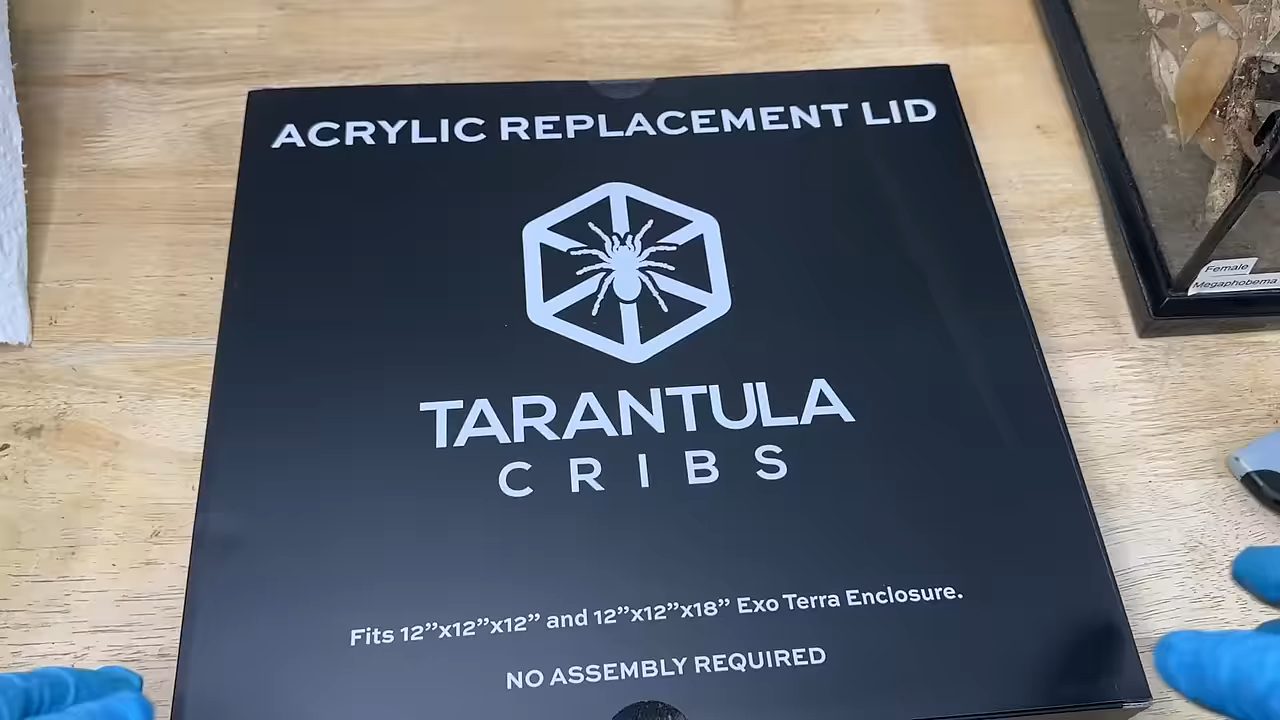 ACRYLIC REPLACEMENT LID
TARANTULA
CRIBS
Fits 12”x12”x12” and 12”x12”x18” Exo Terra Enclosure.
NO ASSEMBLY REQUIRED
Female
Megaphobema